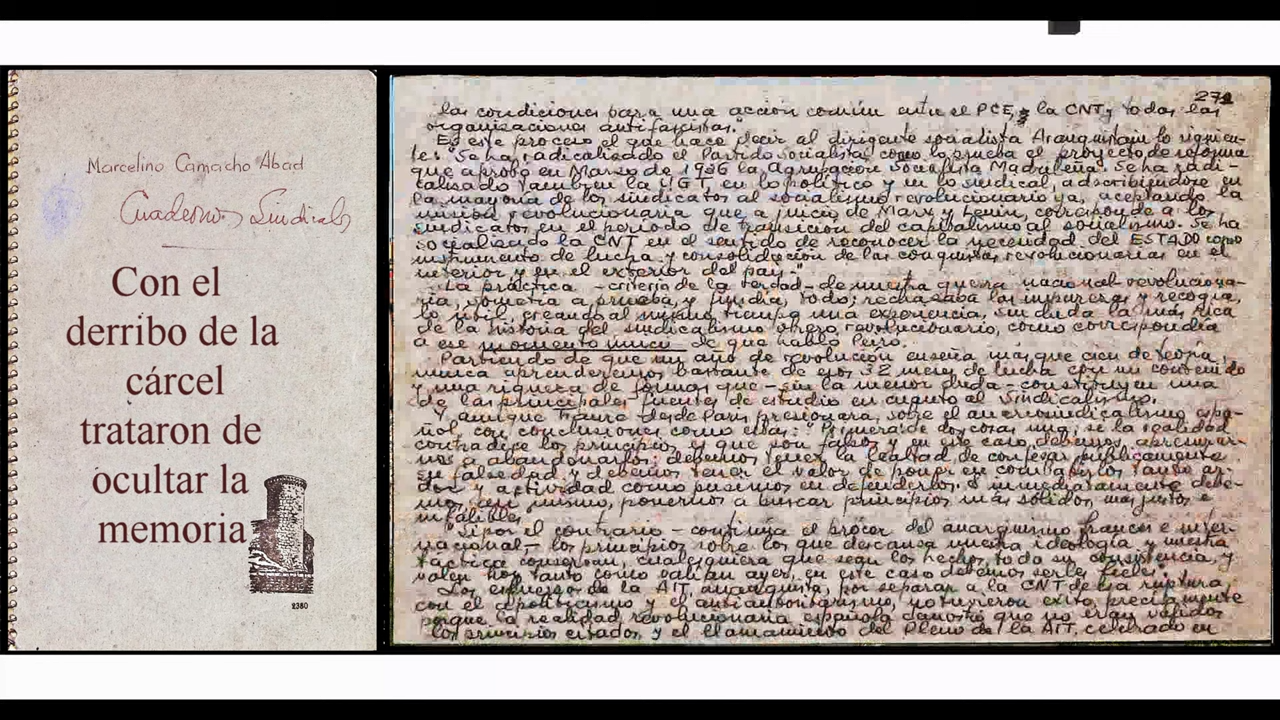 Marcelino Camacho Abad
Cuadernos Sindicales
Con el
derribo de la
cárcel
trataron de
ocultar la
memoria
2380
271
las condiciones para una acción común entre el PCE, la CNT y todas las
organizaciones antifascistas."
Es este proceso el que hace decir al dirigente socialista Araquistain lo siguien-
te: "Se ha radicalizado el Partido Socialista como lo prueba el proyecto de reforma
que aprobó en Marzo de 1936 la Agrupación Socialista Madrileña. Se ha radi-
calizado también la UGT en lo político y en lo sindical, adscribiéndose en
la mayoría de los sindicatos al socialismo revolucionario ya, aceptando la
misión revolucionaria que a juicio de Marx y Lenin, corresponde a los
sindicatos en el periodo de transición del capitalismo al socialismo. Se ha
socializado la CNT en el sentido de reconocer la necesidad del ESTADO como
instrumento de lucha y consolidación de las conquistas revolucionarias en el
interior y en el exterior del país."
La práctica - criterio de la verdad - de nuestra guerra nacional revoluciona-
ria, sometía a prueba y fundía, todo; rechazaba las impurezas y recogía
lo útil, creando al mismo tiempo una experiencia, sin duda la más rica
de la historia del sindicalismo obrero revolucionario, como correspondía
a ese momento único de que habló Peiró.
Partiendo de que un año de revolución enseña más que cien de teoría,
nunca aprenderemos bastante de esos 32 meses de lucha con un contenido
y una riqueza de formas que - sin la menor duda - constituyen una
de las principales fuentes de estudio en cuanto al sindicalismo.
Y aunque Faure desde París presionara, sobre el anarcosindicalismo espa-
ñol con conclusiones como estas: "Primera: de dos cosas una; se la realidad
contradice los principios, es que son falsos y en ese caso debemos apresurar-
nos a abandonarlos; debemos tener la lealtad de confesar públicamente
su falsedad y debemos tener el valor de poner en combatirlos tanto ar-
dor y actividad como pusimos en defenderlos. E inmediatamente debe-
mos, así mismo, ponernos a buscar principios más sólidos, más justos e
infalibles,
Si por el contrario - continúa el prócer del anarquismo francés e inter-
nacional - los principios sobre los que descansa nuestra ideología y nuestra
táctica conservan, cualesquiera que sean los hechos, toda su consistencia, y
valen hoy tanto como valían ayer, en este caso debemos serles fieles."
Los esfuerzos de la AIT, anarquista, por separar a la CNT de esa ruptura,
con el apoliticismo y el antiautoritarismo, no tuvieron éxito, precisamente
porque la realidad revolucionaria española demostró que no eran válidos
los principios citados, y el llamamiento del Pleno de la AIT, celebrado en